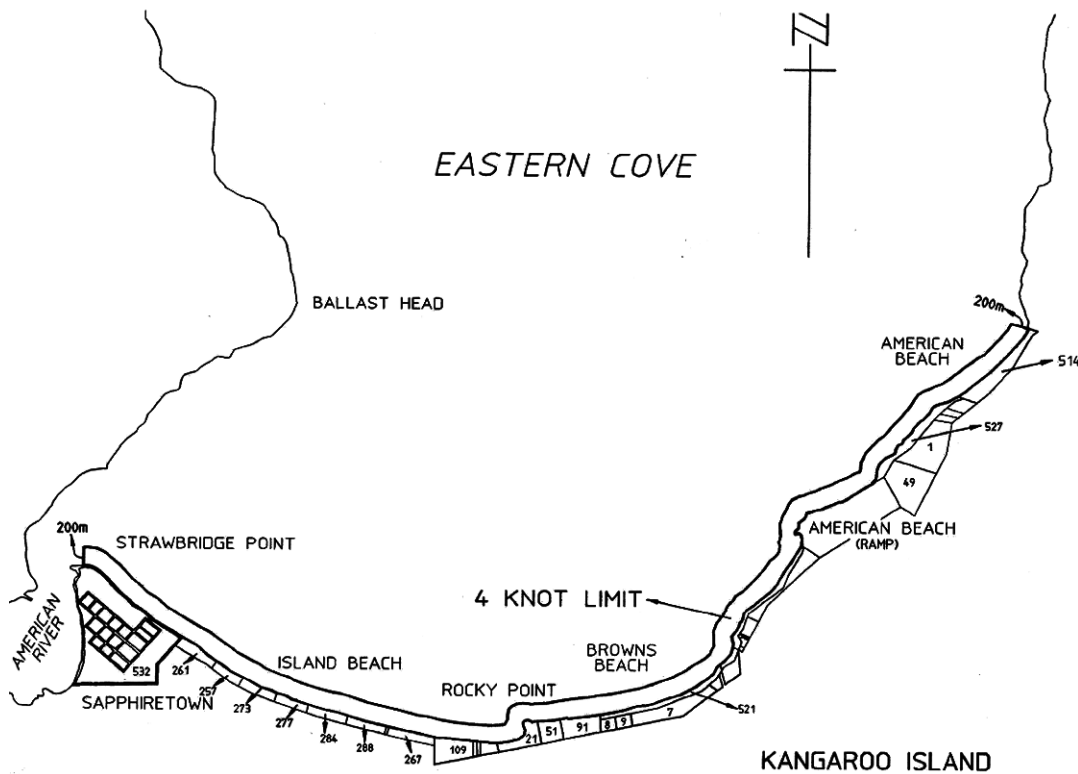 N
EASTERN COVE
BALLAST HEAD
200m
AMERICAN
BEACH
514
527
1
49
AMERICAN BEACH
(RAMP)
200m
STRAWBRIDGE POINT
4 KNOT LIMIT
AMERICAN
RIVER
BROWNS
BEACH
ISLAND BEACH
532
261
ROCKY POINT
SAPPHIRETOWN
257
273
277
284
288
267
109
21
51
91
8
9
7
521
KANGAROO ISLAND